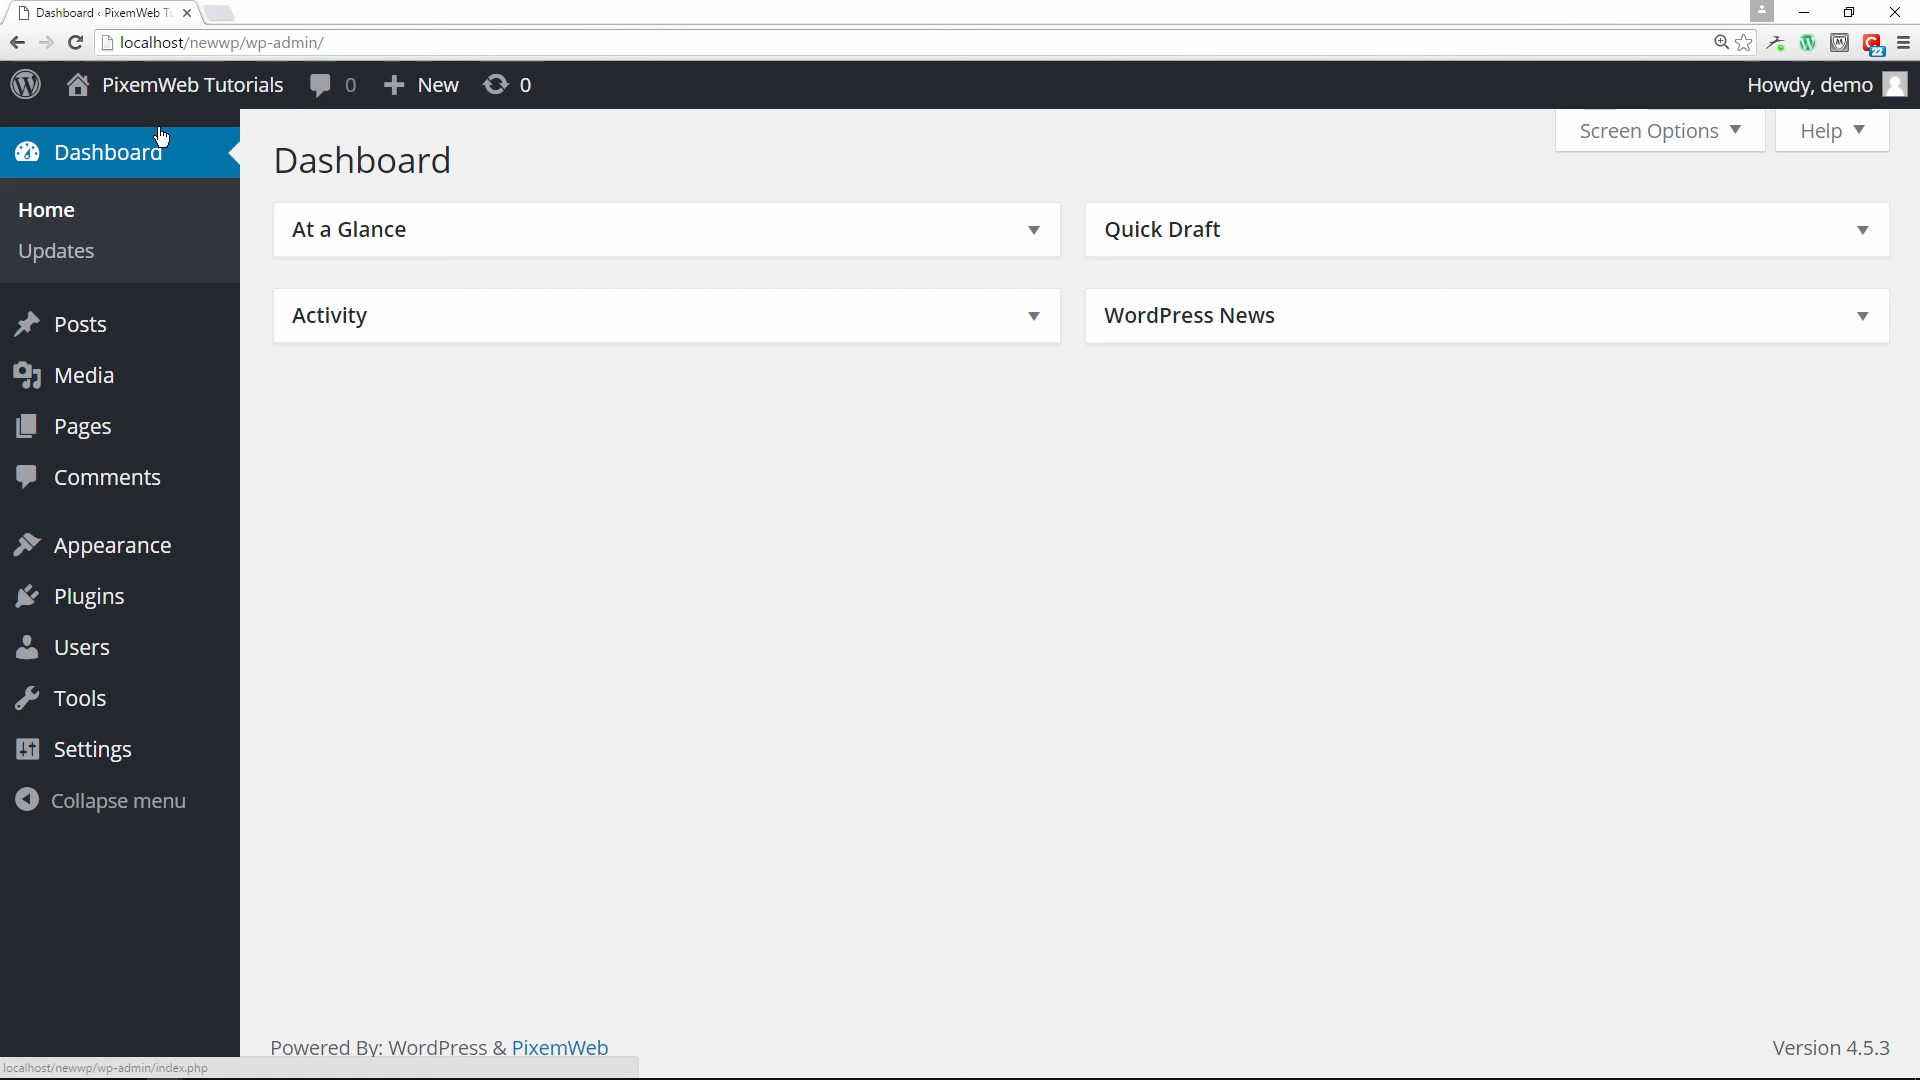 Dashboard ‹ PixemWeb Tu
localhost/newwp/wp-admin/
22
PixemWeb Tutorials 0 New 0
Howdy, demo
Dashboard
Home
Updates
Posts
Media
Pages
Comments
Appearance
Plugins
Users
Tools
Settings
Collapse menu
Screen Options
Help
Dashboard
At a Glance
Quick Draft
Activity
WordPress News
Powered By: WordPress & PixemWeb
Version 4.5.3
localhost/newwp/wp-admin/index.php